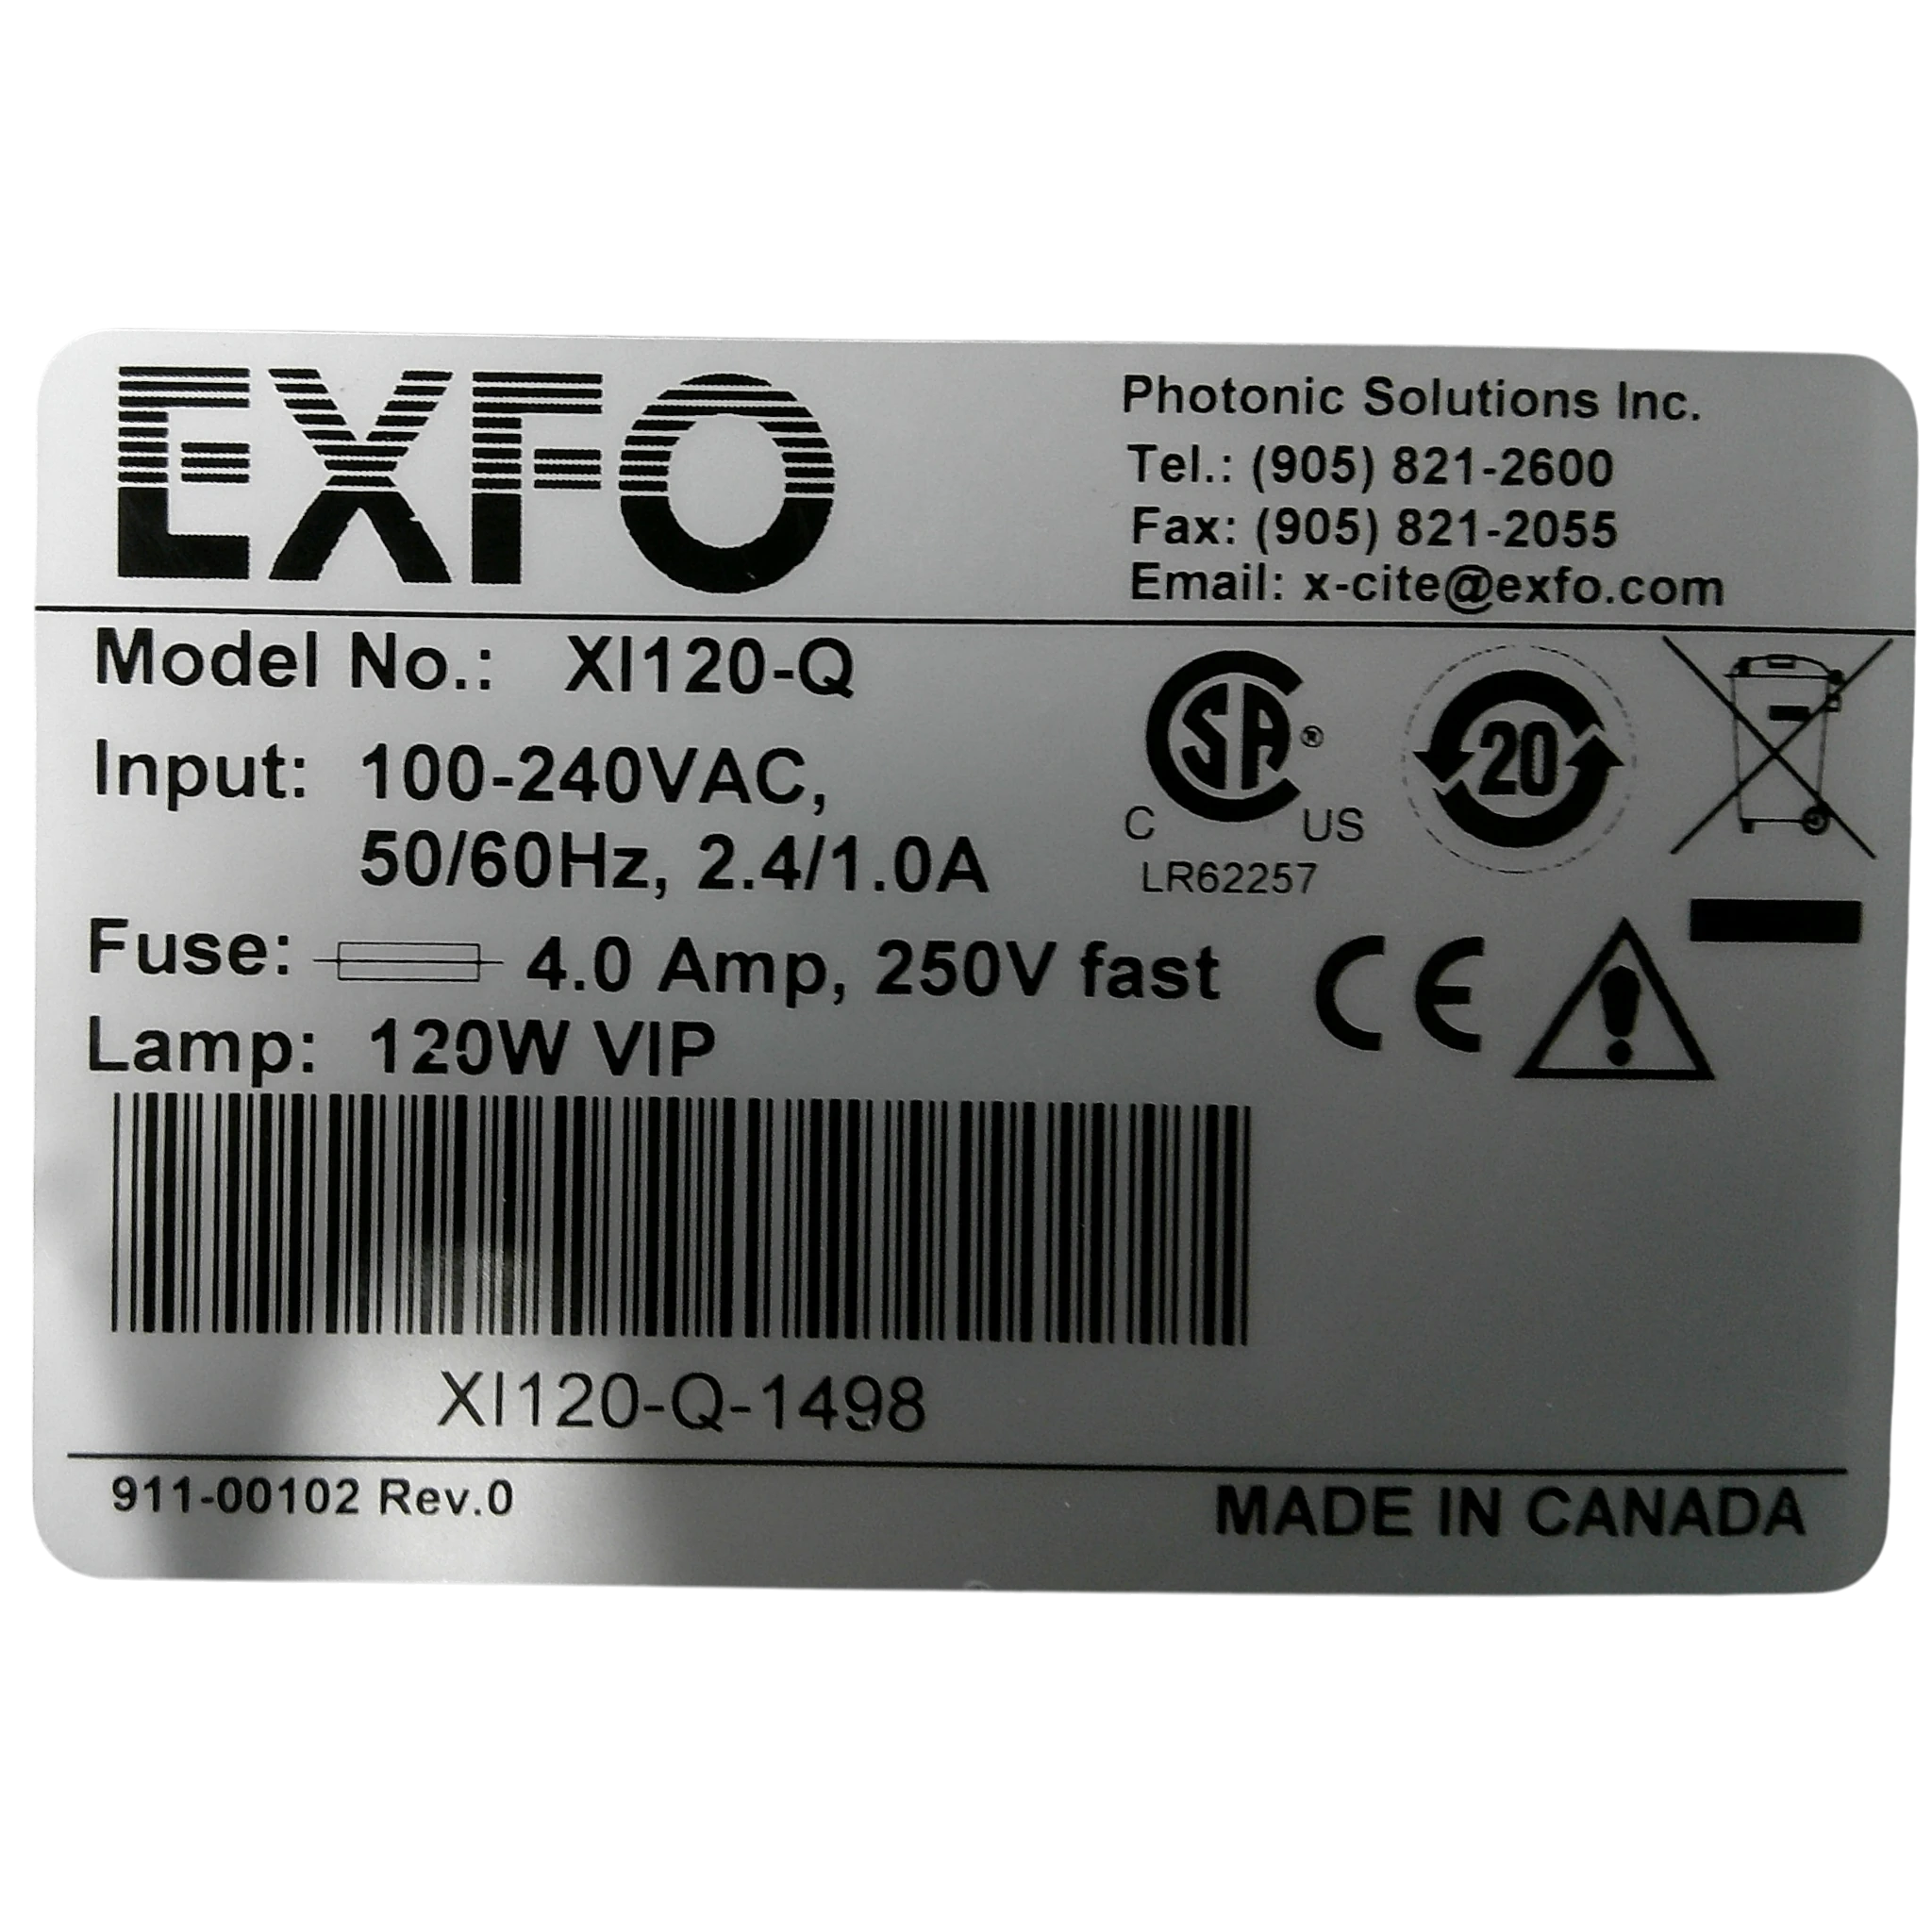 EXFO
Photonic Solutions Inc.
Tel.: (905) 821-2600
Fax: (905) 821-2055
Email: x-cite@exfo.com
Model No.: XI120-Q
Input: 100-240VAC,
50/60Hz, 2.4/1.0A
Fuse: 4.0 Amp, 250V fast
Lamp: 120W VIP
CSA®
C US
LR62257
20
CE
!
XI120-Q-1498
911-00102 Rev.0
MADE IN CANADA